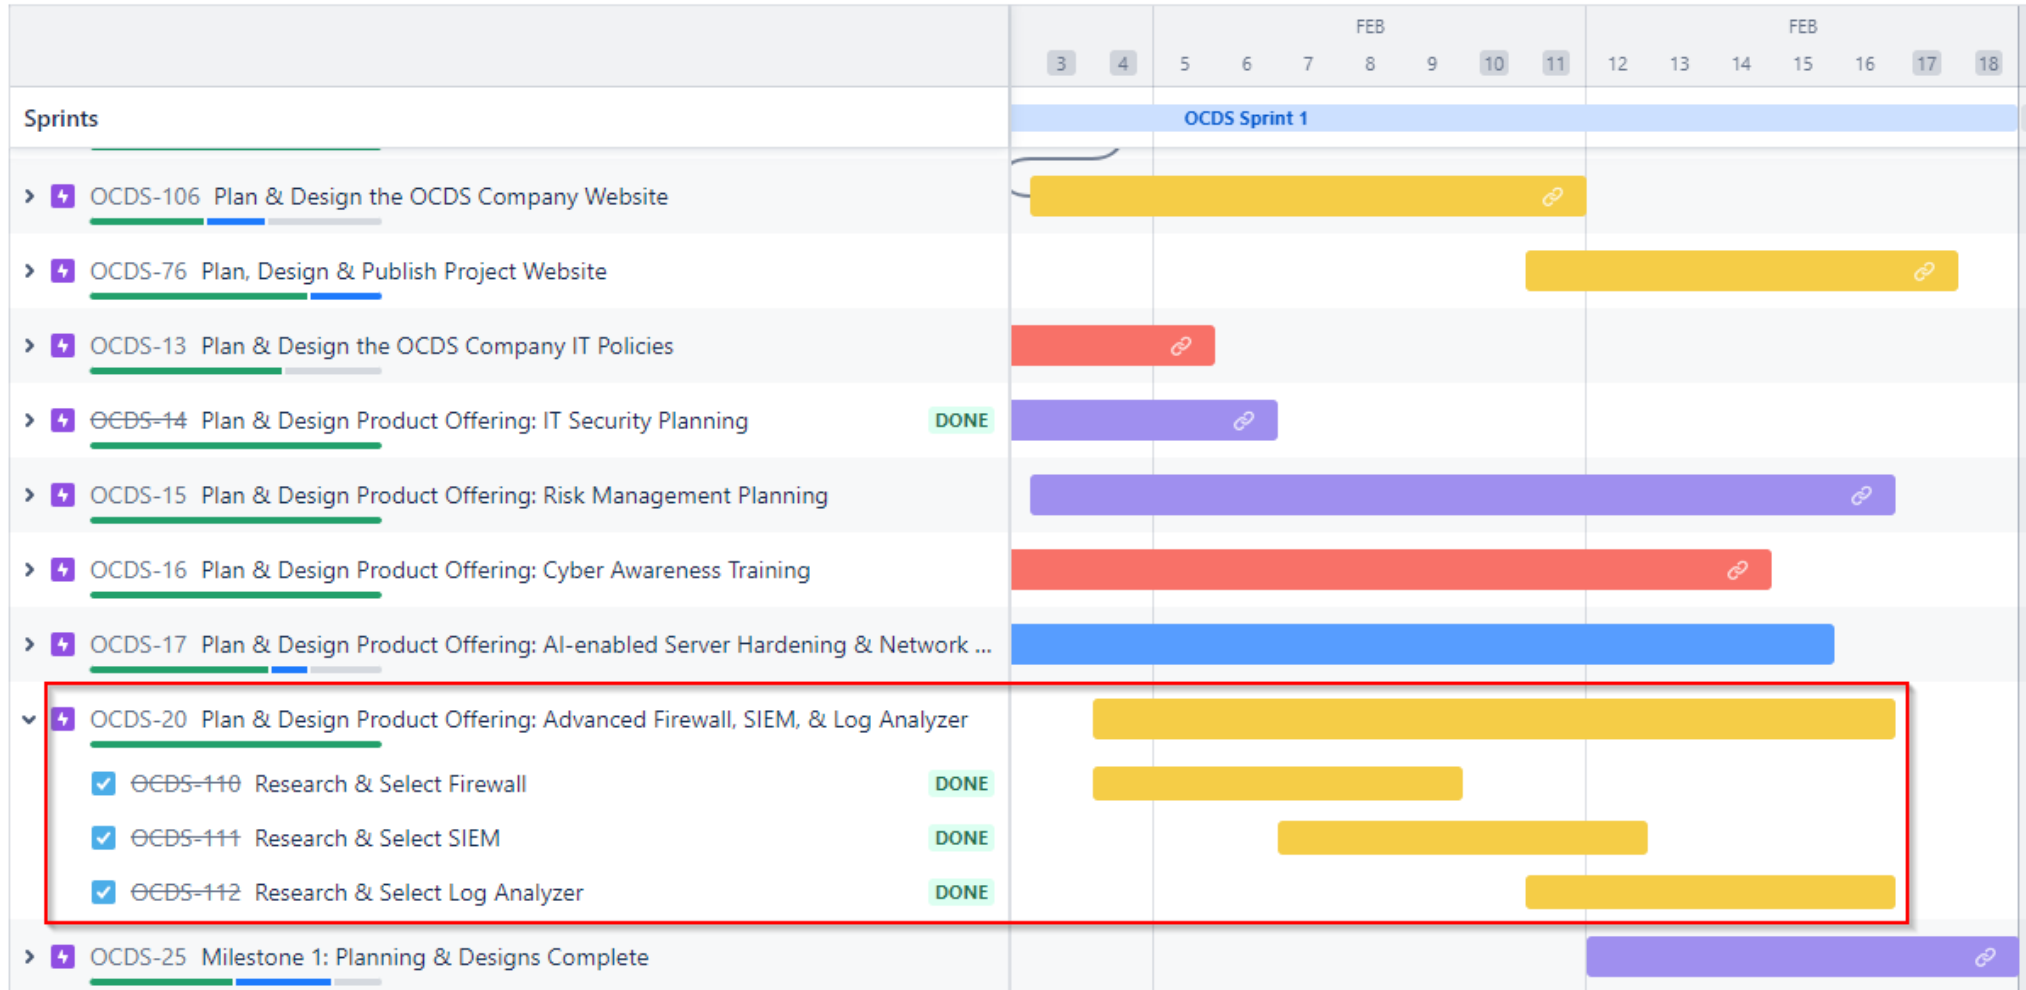 FEB FEB
3 4 5 6 7 8 9 10 11 12 13 14 15 16 17 18
Sprints OCDS Sprint 1
OCDS-106 Plan & Design the OCDS Company Website
OCDS-76 Plan, Design & Publish Project Website
OCDS-13 Plan & Design the OCDS Company IT Policies
OCDS-14 Plan & Design Product Offering: IT Security Planning DONE
OCDS-15 Plan & Design Product Offering: Risk Management Planning
OCDS-16 Plan & Design Product Offering: Cyber Awareness Training
OCDS-17 Plan & Design Product Offering: AI-enabled Server Hardening & Network ...
OCDS-20 Plan & Design Product Offering: Advanced Firewall, SIEM, & Log Analyzer
OCDS-110 Research & Select Firewall DONE
OCDS-111 Research & Select SIEM DONE
OCDS-112 Research & Select Log Analyzer DONE
OCDS-25 Milestone 1: Planning & Designs Complete